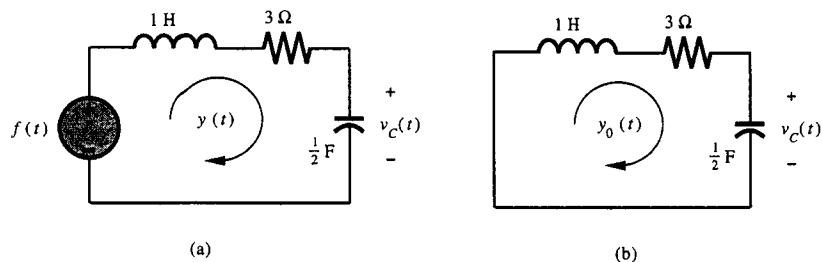 1 H
3 Ω
f(t)
y(t)
+
v_C(t)
−
½ F
(a)
1 H
3 Ω
y_0(t)
+
v_C(t)
−
½ F
(b)